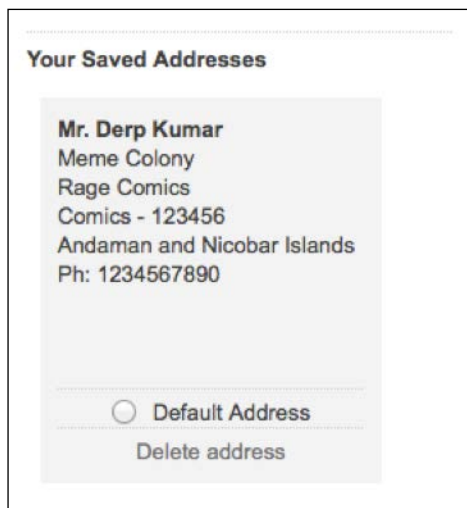 Your Saved Addresses
Mr. Derp Kumar
Meme Colony
Rage Comics
Comics - 123456
Andaman and Nicobar Islands
Ph: 1234567890
Default Address
Delete address